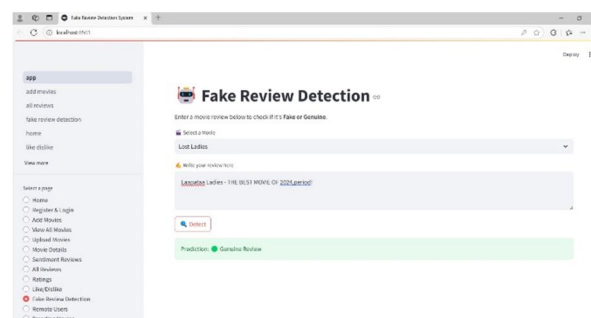 Fake Review Detection System
localhost:8501
Deploy
app
add movies
all reviews
fake review detection
home
like dislike
View more
Select a page
Home
Register & Login
Add Movies
View All Movies
Upload Movies
Movie Details
Sentiment Reviews
All Reviews
Ratings
Like/Dislike
Fake Review Detection
Remote Users
Fake Review Detection
Enter a movie review below to check if it's Fake or Genuine.
Select a Movie
Lost Ladies
Write your review here
Laapataa Ladies - THE BEST MOVIE OF 2024,period!
Detect
Prediction: Genuine Review